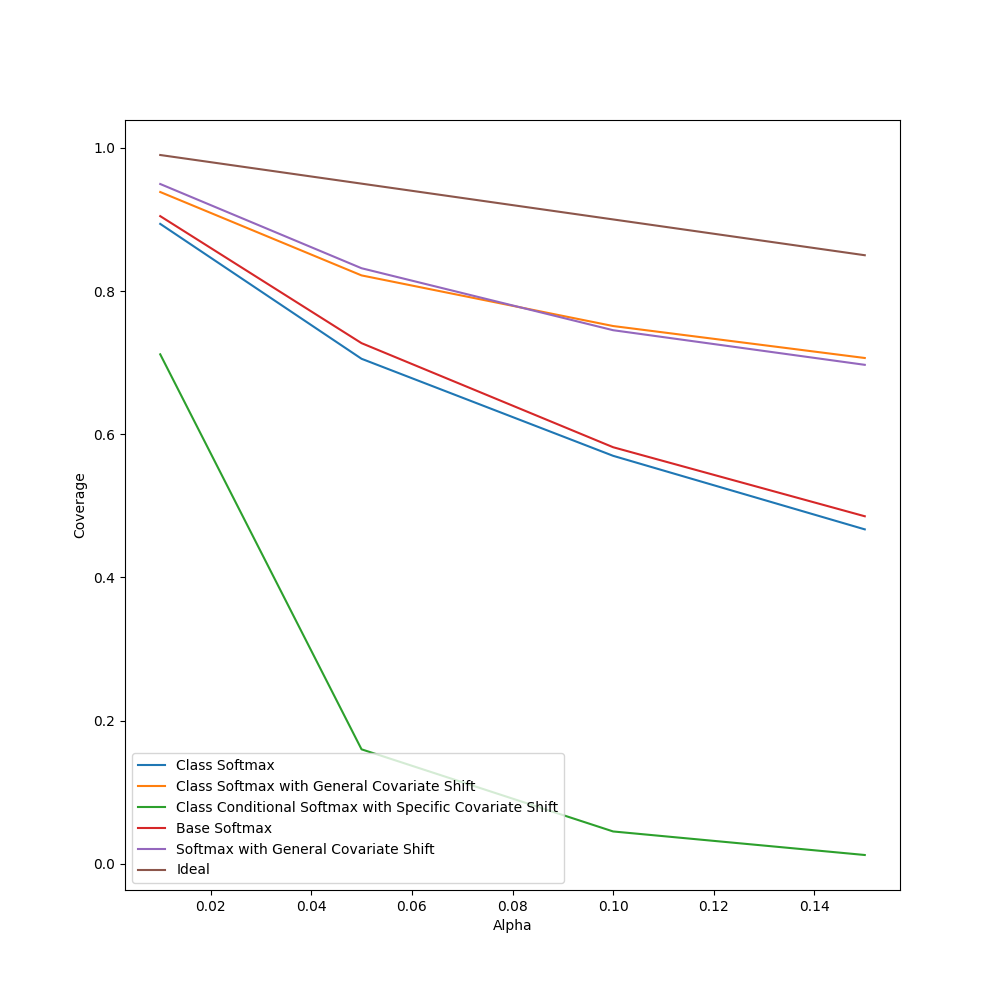 1.0
0.8
0.6
0.4
0.2
0.0
Coverage
Class Softmax
Class Softmax with General Covariate Shift
Class Conditional Softmax with Specific Covariate Shift
Base Softmax
Softmax with General Covariate Shift
Ideal
0.02 0.04 0.06 0.08 0.10 0.12 0.14
Alpha